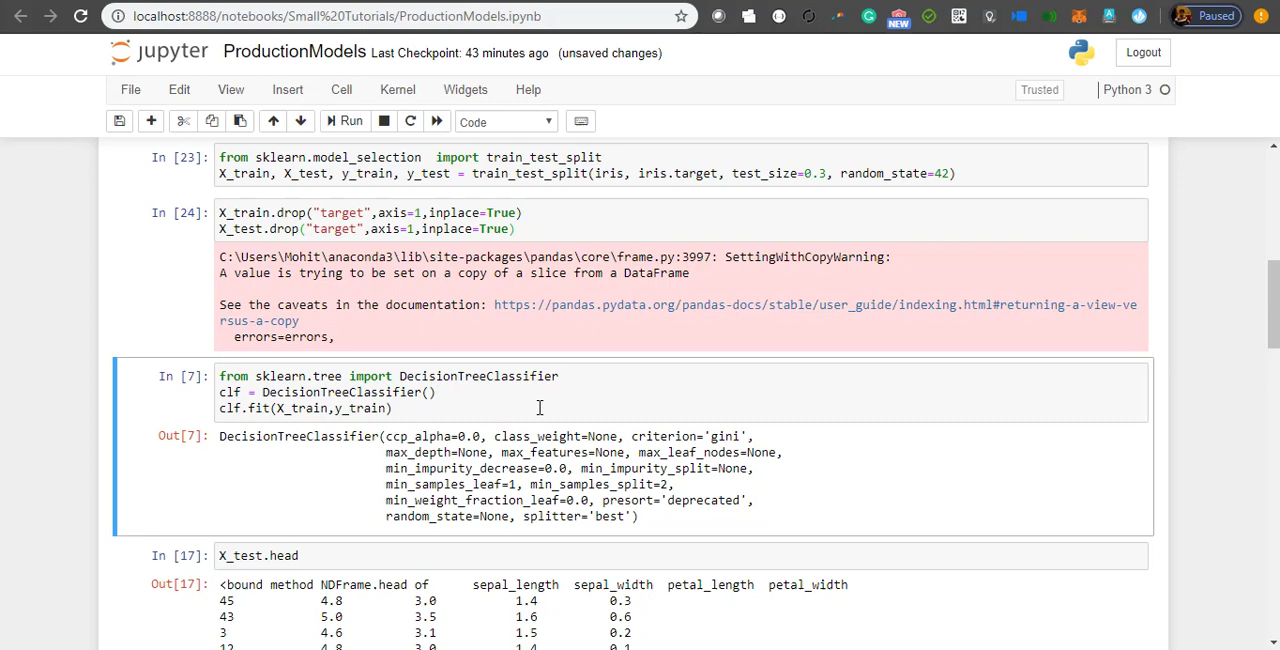 localhost:8888/notebooks/Small%20Tutorials/ProductionModels.ipynb
NEW
Paused
jupyter ProductionModels Last Checkpoint: 43 minutes ago (unsaved changes)
Logout
File Edit View Insert Cell Kernel Widgets Help
Trusted
Python 3
Run
Code
In [23]: from sklearn.model_selection  import train_test_split
X_train, X_test, y_train, y_test = train_test_split(iris, iris.target, test_size=0.3, random_state=42)
In [24]: X_train.drop("target",axis=1,inplace=True)
X_test.drop("target",axis=1,inplace=True)
C:\Users\Mohit\anaconda3\lib\site-packages\pandas\core\frame.py:3997: SettingWithCopyWarning:
A value is trying to be set on a copy of a slice from a DataFrame
See the caveats in the documentation: https://pandas.pydata.org/pandas-docs/stable/user_guide/indexing.html#returning-a-view-ve
rsus-a-copy
errors=errors,
In [7]: from sklearn.tree import DecisionTreeClassifier
clf = DecisionTreeClassifier()
clf.fit(X_train,y_train)
Out[7]: DecisionTreeClassifier(ccp_alpha=0.0, class_weight=None, criterion='gini',
max_depth=None, max_features=None, max_leaf_nodes=None,
min_impurity_decrease=0.0, min_impurity_split=None,
min_samples_leaf=1, min_samples_split=2,
min_weight_fraction_leaf=0.0, presort='deprecated',
random_state=None, splitter='best')
In [17]: X_test.head
Out[17]: <bound method NDFrame.head of      sepal_length  sepal_width  petal_length  petal_width
45 4.8 3.0 1.4 0.3
43 5.0 3.5 1.6 0.6
3 4.6 3.1 1.5 0.2
12 4.8 3.0 1.4 0.1